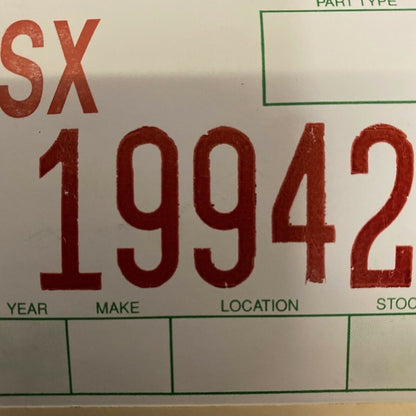 PART TYPE
SX
19942
YEAR MAKE LOCATION STOC